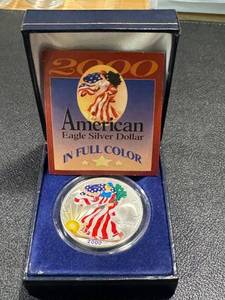 2000
American
Eagle Silver Dollar
IN FULL COLOR
2000